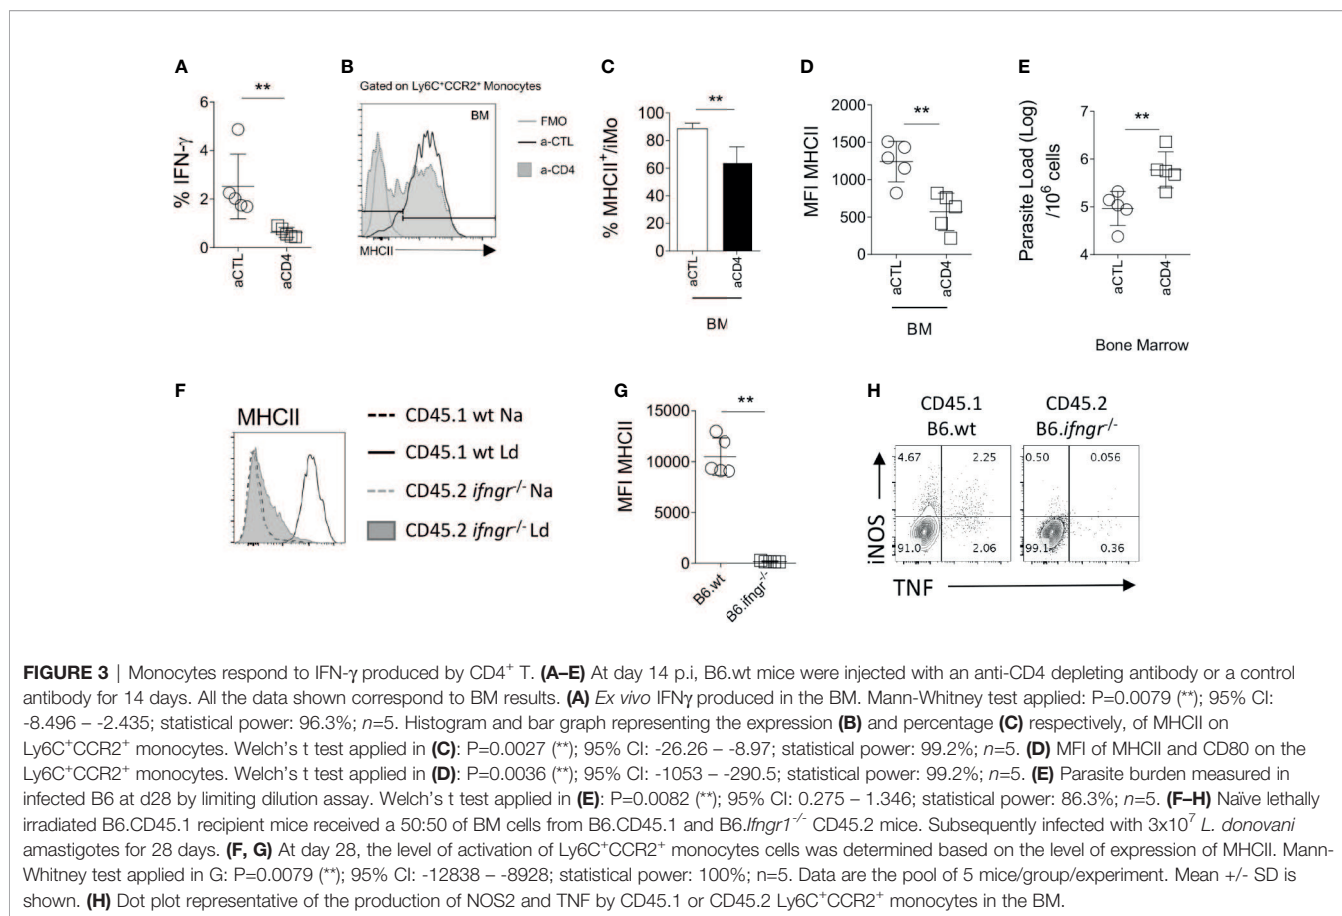 A
**
% IFN-γ
6
4
2
0
aCTL
aCD4
B
Gated on Ly6C⁺CCR2⁺ Monocytes
BM
FMO
a-CTL
a-CD4
MHCII
C
**
% MHCII⁺/iMo
100
80
60
40
20
0
aCTL
aCD4
BM
D
**
MFI MHCII
2000
1500
1000
500
0
aCTL
aCD4
BM
E
**
Parasite Load (Log)
/10⁶ cells
7
6
5
4
aCTL
aCD4
Bone Marrow
F
MHCII
CD45.1 wt Na
CD45.1 wt Ld
CD45.2 ifngr⁻/⁻ Na
CD45.2 ifngr⁻/⁻ Ld
G
**
MFI MHCII
15000
10000
5000
0
B6.wt
B6.ifngr⁻/⁻
H
CD45.1
B6.wt
CD45.2
B6.ifngr⁻/⁻
4.67 2.25
91.0 2.06
0.50 0.056
99.1 0.36
iNOS
TNF
FIGURE 3 | Monocytes respond to IFN-γ produced by CD4⁺ T. (A–E) At day 14 p.i, B6.wt mice were injected with an anti-CD4 depleting antibody or a control
antibody for 14 days. All the data shown correspond to BM results. (A) Ex vivo IFNγ produced in the BM. Mann-Whitney test applied: P=0.0079 (**); 95% CI:
-8.496 – -2.435; statistical power: 96.3%; n=5. Histogram and bar graph representing the expression (B) and percentage (C) respectively, of MHCII on
Ly6C⁺CCR2⁺ monocytes. Welch's t test applied in (C): P=0.0027 (**); 95% CI: -26.26 – -8.97; statistical power: 99.2%; n=5. (D) MFI of MHCII and CD80 on the
Ly6C⁺CCR2⁺ monocytes. Welch's t test applied in (D): P=0.0036 (**); 95% CI: -1053 – -290.5; statistical power: 99.2%; n=5. (E) Parasite burden measured in
infected B6 at d28 by limiting dilution assay. Welch's t test applied in (E): P=0.0082 (**); 95% CI: 0.275 – 1.346; statistical power: 86.3%; n=5. (F–H) Naïve lethally
irradiated B6.CD45.1 recipient mice received a 50:50 of BM cells from B6.CD45.1 and B6.Ifngr1⁻/⁻ CD45.2 mice. Subsequently infected with 3x10⁷ L. donovani
amastigotes for 28 days. (F, G) At day 28, the level of activation of Ly6C⁺CCR2⁺ monocytes cells was determined based on the level of expression of MHCII. Mann-
Whitney test applied in G: P=0.0079 (**); 95% CI: -12838 – -8928; statistical power: 100%; n=5. Data are the pool of 5 mice/group/experiment. Mean +/- SD is
shown. (H) Dot plot representative of the production of NOS2 and TNF by CD45.1 or CD45.2 Ly6C⁺CCR2⁺ monocytes in the BM.